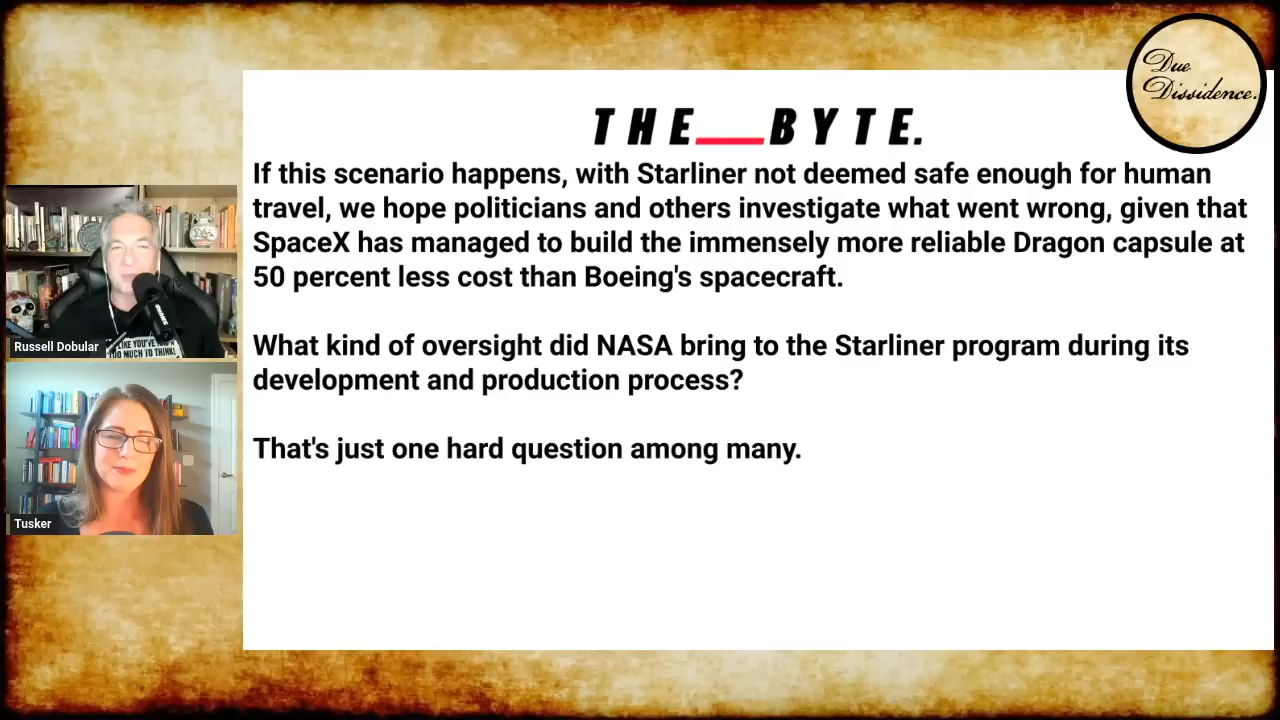 Due
Dissidence.
THE__BYTE.
If this scenario happens, with Starliner not deemed safe enough for human
travel, we hope politicians and others investigate what went wrong, given that
SpaceX has managed to build the immensely more reliable Dragon capsule at
50 percent less cost than Boeing's spacecraft.
What kind of oversight did NASA bring to the Starliner program during its
development and production process?
That's just one hard question among many.
Russell Dobular
Tusker